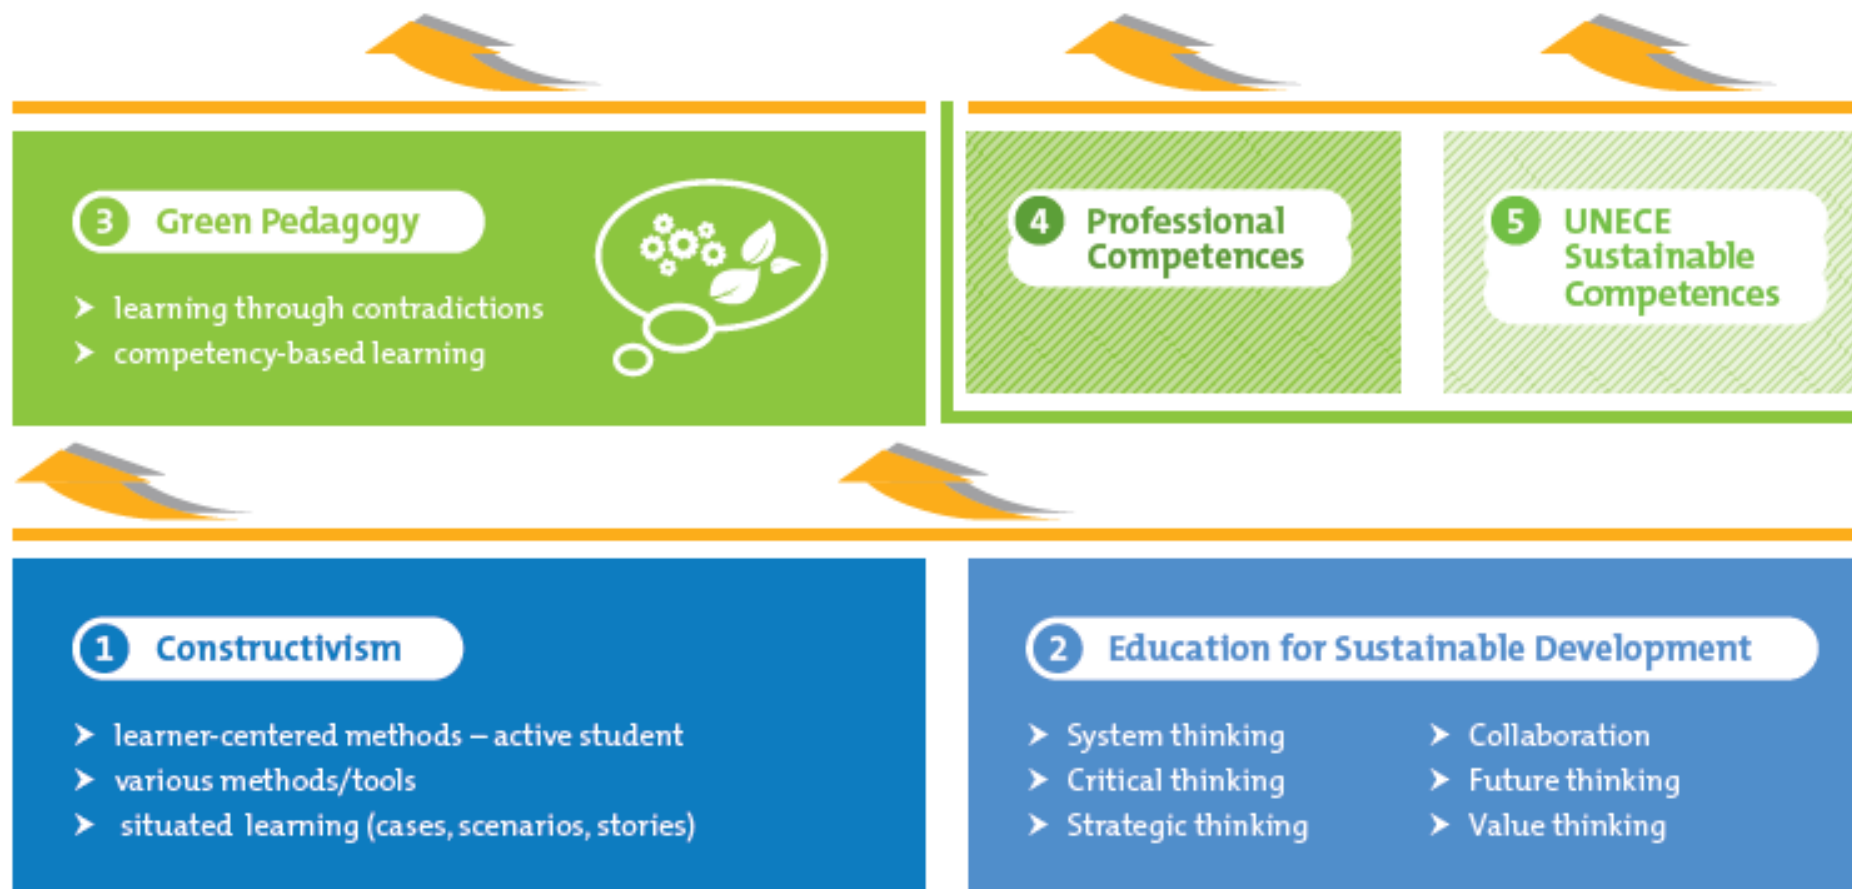 3 Green Pedagogy
➤ learning through contradictions
➤ competency-based learning
4 Professional
Competences
5 UNECE
Sustainable
Competences
1 Constructivism
➤ learner-centered methods – active student
➤ various methods/tools
➤ situated learning (cases, scenarios, stories)
2 Education for Sustainable Development
➤ System thinking
➤ Critical thinking
➤ Strategic thinking
➤ Collaboration
➤ Future thinking
➤ Value thinking